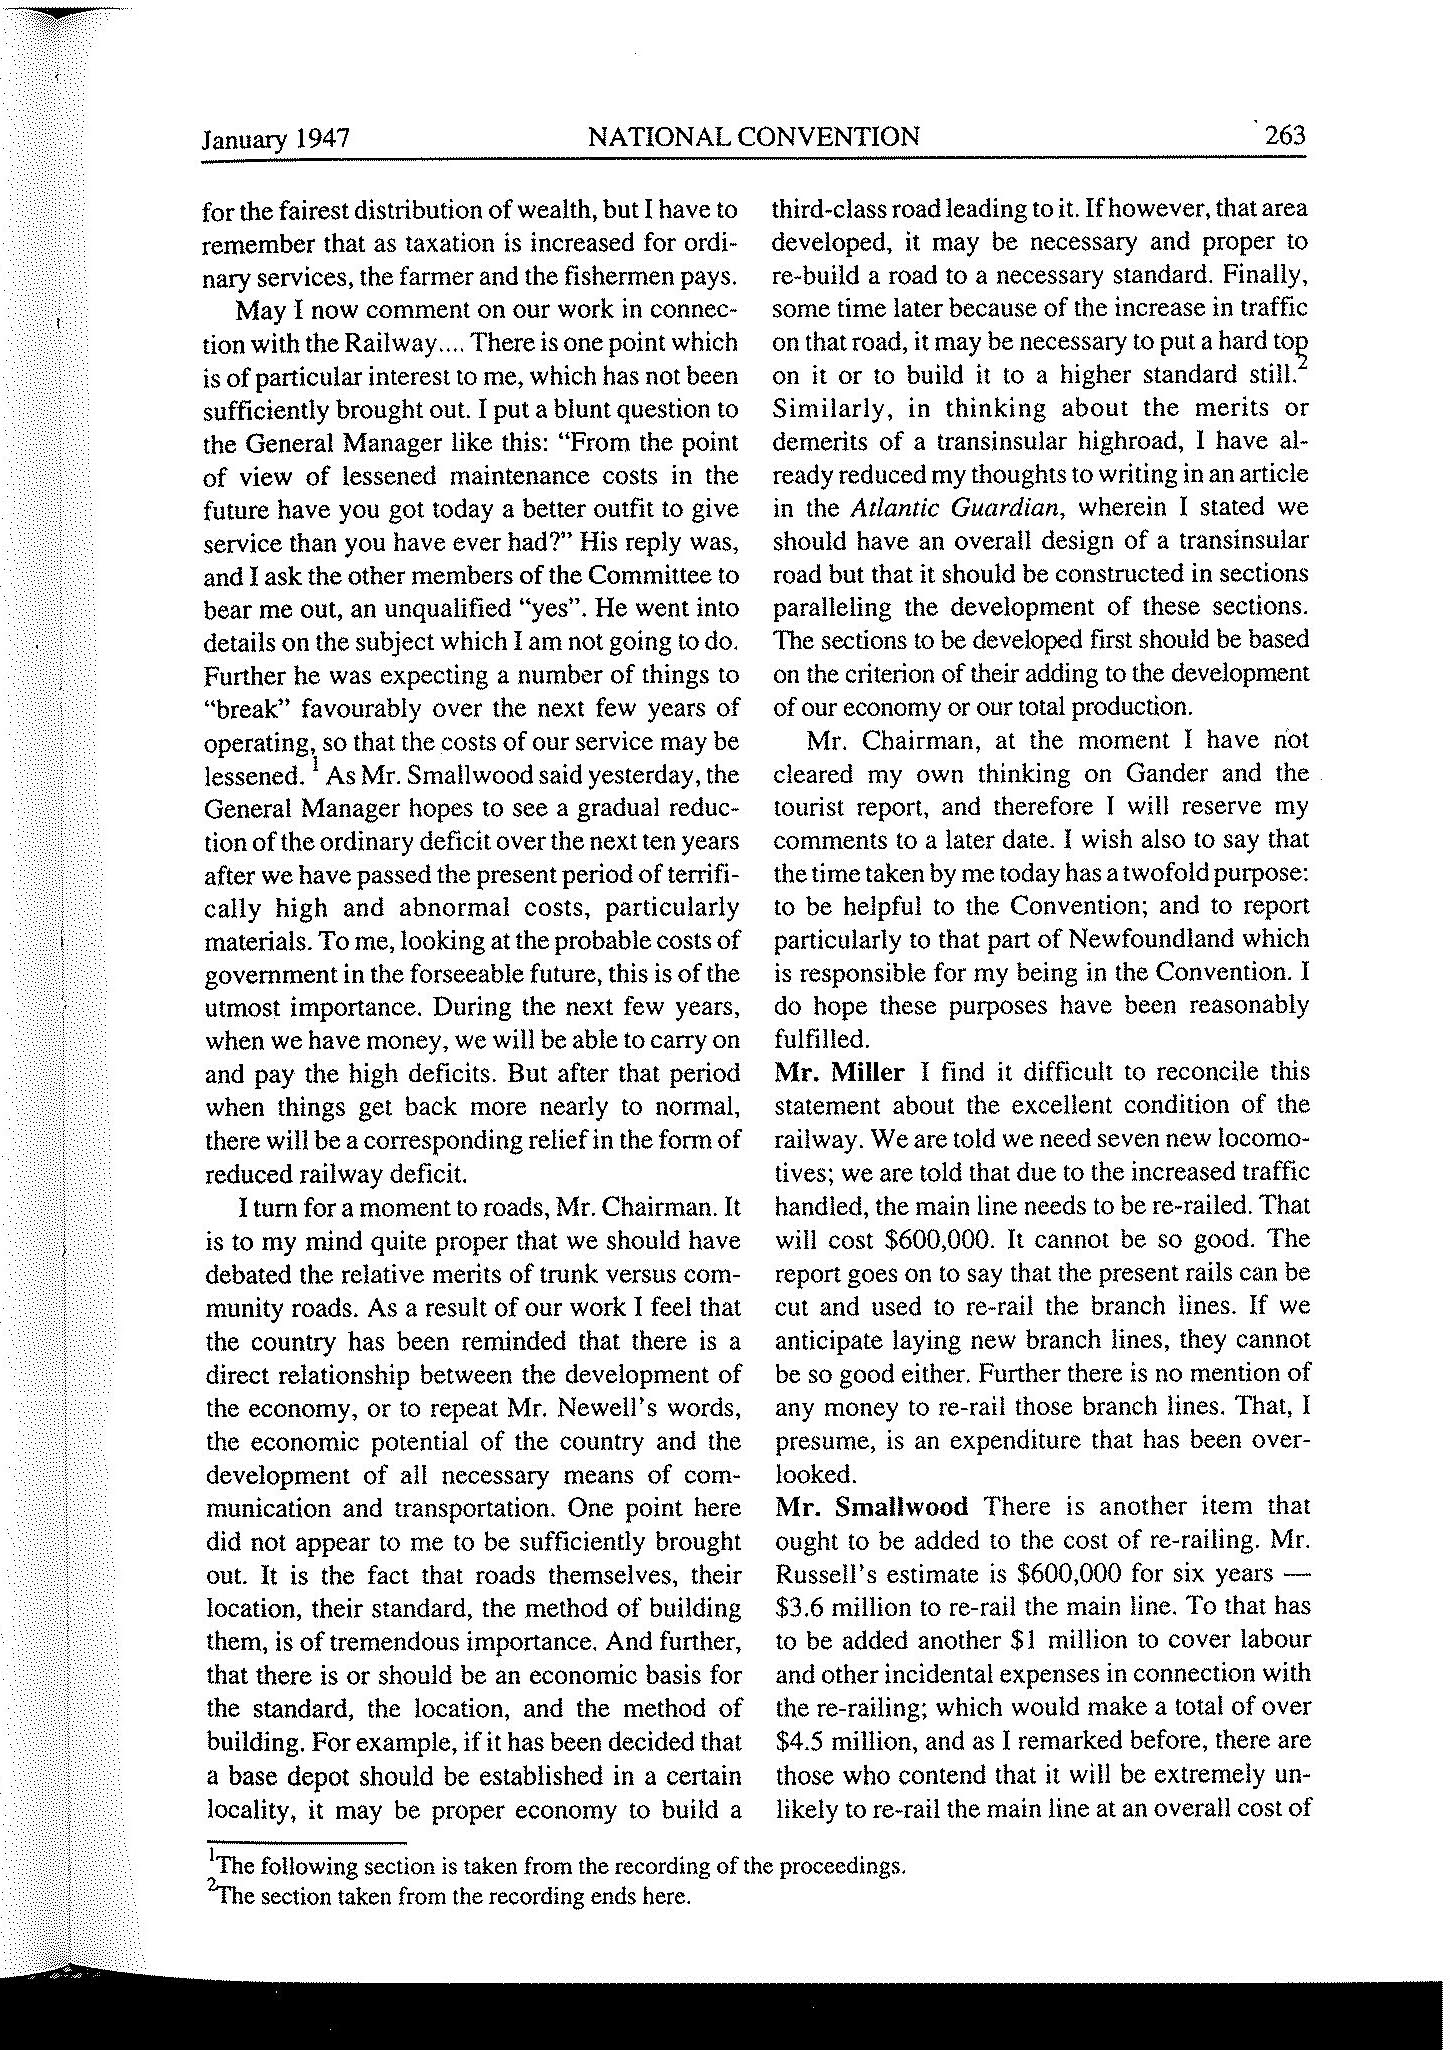 January 1947 NATIONAL CONVENTION 263
for the fairest distribution of wealth, but I have to
remember that as taxation is increased for ordi-
nary services, the farmer and the fishermen pays.
May I now comment on our work in connec-
tion with the Railway.... There is one point which
is of particular interest to me, which has not been
sufficiently brought out. I put a blunt question to
the General Manager like this: “From the point
of view of lessened maintenance costs in the
future have you got today a better outfit to give
service than you have ever had?” His reply was,
and I ask the other members of the Committee to
bear me out, an unqualified “yes”. He went into
details on the subject which I am not going to do.
Further he was expecting a number of things to
“break” favourably over the next few years of
operating, so that the costs of our service may be
lessened. 1 As Mr. Smallwood said yesterday, the
General Manager hopes to see a gradual reduc-
tion of the ordinary deficit over the next ten years
after we have passed the present period of terrifi-
cally high and abnormal costs, particularly
materials. To me, looking at the probable costs of
government in the forseeable future, this is of the
utmost importance. During the next few years,
when we have money, we will be able to carry on
and pay the high deficits. But after that period
when things get back more nearly to normal,
there will be a corresponding relief in the form of
reduced railway deficit.
I turn for a moment to roads, Mr. Chairman. It
is to my mind quite proper that we should have
debated the relative merits of trunk versus com-
munity roads. As a result of our work I feel that
the country has been reminded that there is a
direct relationship between the development of
the economy, or to repeat Mr. Newell's words,
the economic potential of the country and the
development of all necessary means of com-
munication and transportation. One point here
did not appear to me to be sufficiently brought
out. It is the fact that roads themselves, their
location, their standard, the method of building
them, is of tremendous importance. And further,
that there is or should be an economic basis for
the standard, the location, and the method of
building. For example, if it has been decided that
a base depot should be established in a certain
locality, it may be proper economy to build a
third-class road leading to it. If however, that area
developed, it may be necessary and proper to
re-build a road to a necessary standard. Finally,
some time later because of the increase in traffic
on that road, it may be necessary to put a hard top
on it or to build it to a higher standard still.2
Similarly, in thinking about the merits or
demerits of a transinsular highroad, I have al-
ready reduced my thoughts to writing in an article
in the Atlantic Guardian, wherein I stated we
should have an overall design of a transinsular
road but that it should be constructed in sections
paralleling the development of these sections.
The sections to be developed first should be based
on the criterion of their adding to the development
of our economy or our total production.
Mr. Chairman, at the moment I have not
cleared my own thinking on Gander and the
tourist report, and therefore I will reserve my
comments to a later date. I wish also to say that
the time taken by me today has a twofold purpose:
to be helpful to the Convention; and to report
particularly to that part of Newfoundland which
is responsible for my being in the Convention. I
do hope these purposes have been reasonably
fulfilled.
Mr. Miller I find it difficult to reconcile this
statement about the excellent condition of the
railway. We are told we need seven new locomo-
tives; we are told that due to the increased traffic
handled, the main line needs to be re-railed. That
will cost $600,000. It cannot be so good. The
report goes on to say that the present rails can be
cut and used to re-rail the branch lines. If we
anticipate laying new branch lines, they cannot
be so good either. Further there is no mention of
any money to re-rail those branch lines. That, I
presume, is an expenditure that has been over-
looked.
Mr. Smallwood There is another item that
ought to be added to the cost of re-railing. Mr.
Russell's estimate is $600,000 for six years —
$3.6 million to re-rail the main line. To that has
to be added another $1 million to cover labour
and other incidental expenses in connection with
the re-railing; which would make a total of over
$4.5 million, and as I remarked before, there are
those who contend that it will be extremely un-
likely to re-rail the main line at an overall cost of
1The following section is taken from the recording of the proceedings.
2The section taken from the recording ends here.